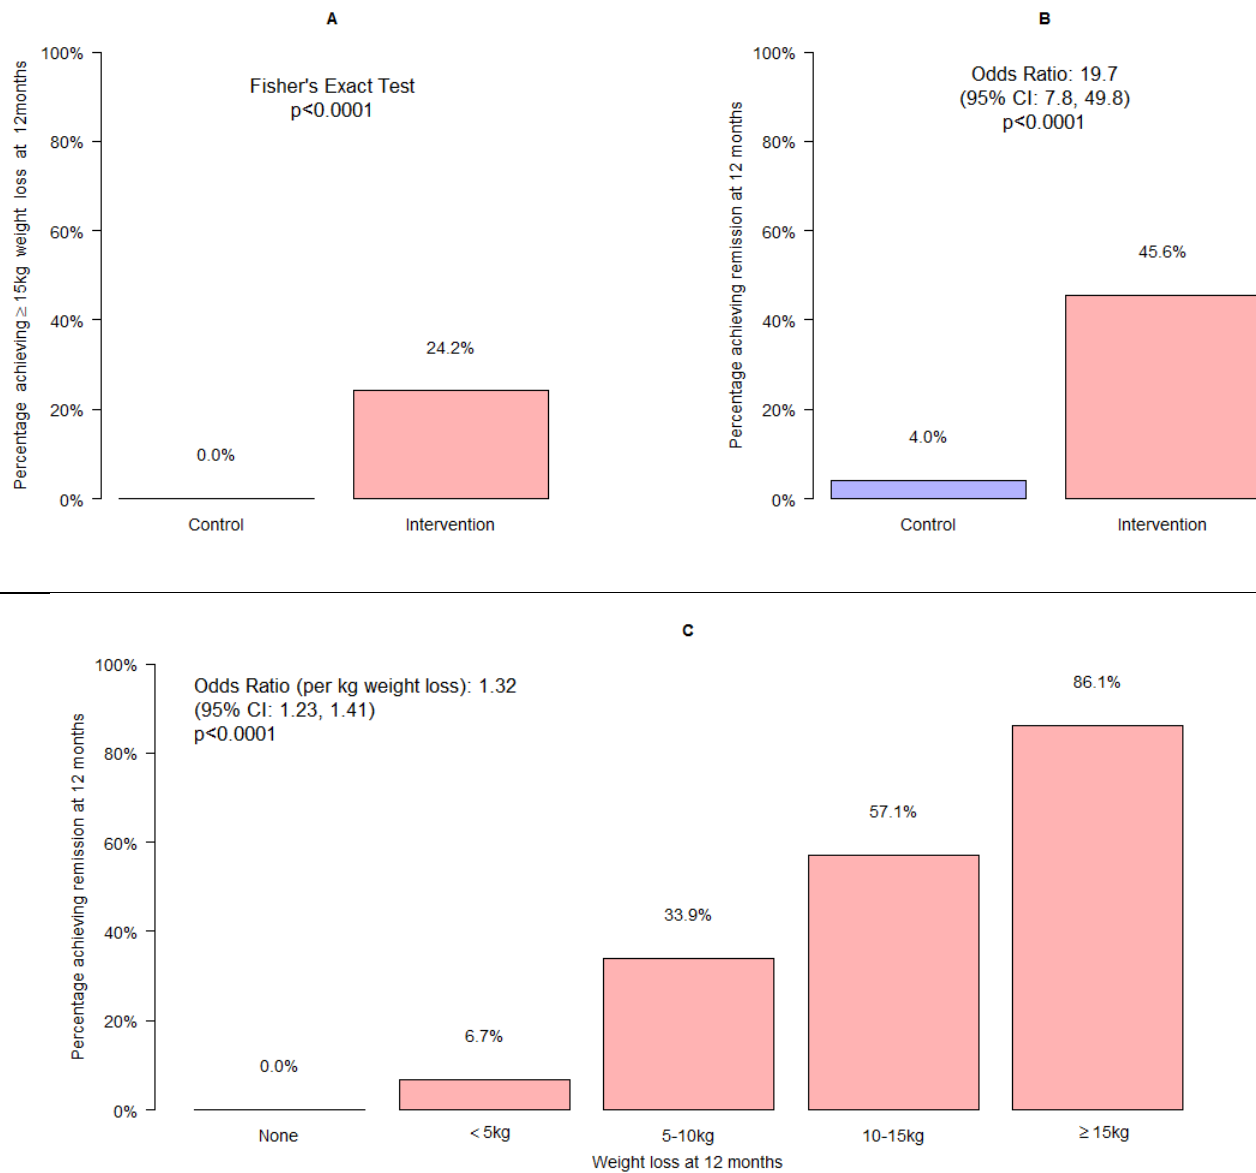 A
Percentage achieving ≥ 15kg weight loss at 12months
100%
80%
60%
40%
20%
0%
Fisher's Exact Test
p<0.0001
0.0%
24.2%
Control
Intervention
B
Percentage achieving remission at 12 months
100%
80%
60%
40%
20%
0%
Odds Ratio: 19.7
(95% CI: 7.8, 49.8)
p<0.0001
4.0%
45.6%
Control
Intervention
C
Percentage achieving remission at 12 months
100%
80%
60%
40%
20%
0%
Odds Ratio (per kg weight loss): 1.32
(95% CI: 1.23, 1.41)
p<0.0001
0.0%
6.7%
33.9%
57.1%
86.1%
None
< 5kg
5-10kg
10-15kg
≥ 15kg
Weight loss at 12 months